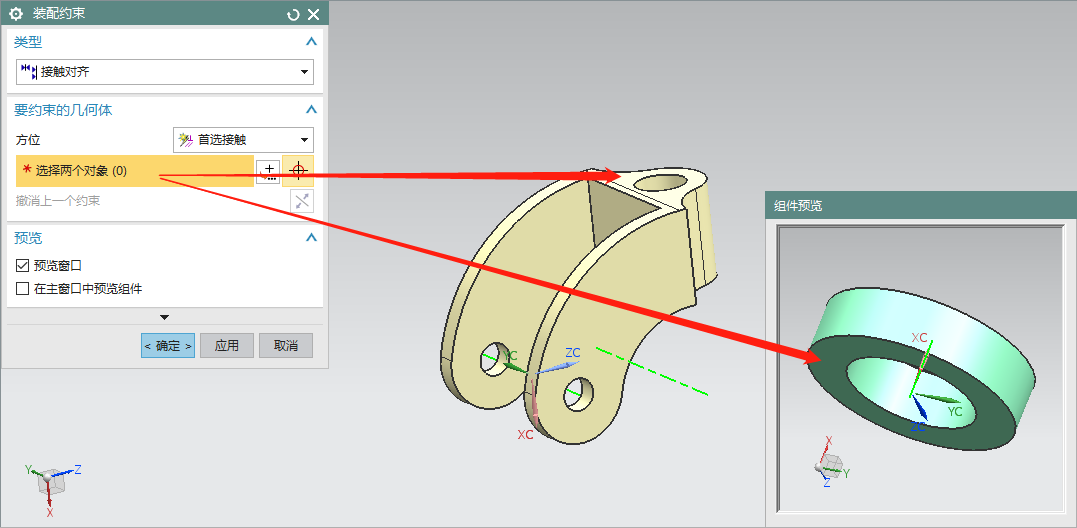 装配约束
类型
接触对齐
要约束的几何体
方位
首选接触
* 选择两个对象 (0)
撤消上一个约束
预览
预览窗口
在主窗口中预览组件
< 确定 >
应用
取消
YC
ZC
XC
Y
Z
X
组件预览
XC
YC
ZC
X
Y
Z